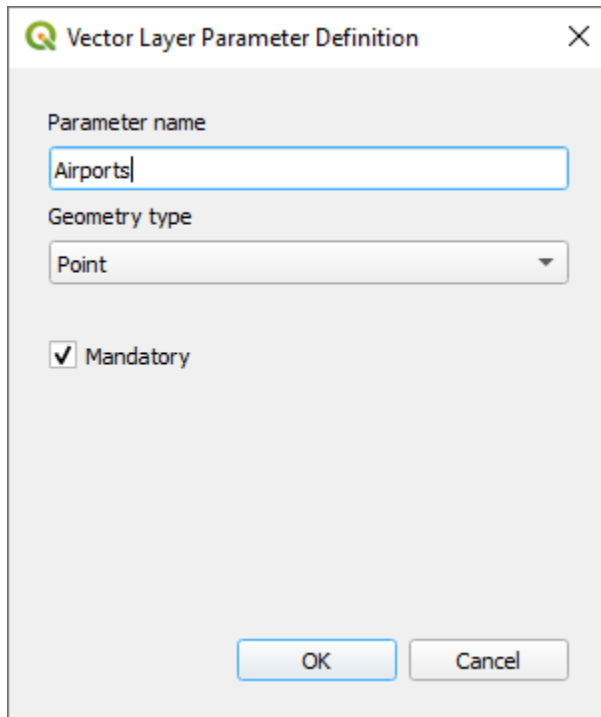 Vector Layer Parameter Definition
Parameter name
Airports
Geometry type
Point
Mandatory
OK
Cancel